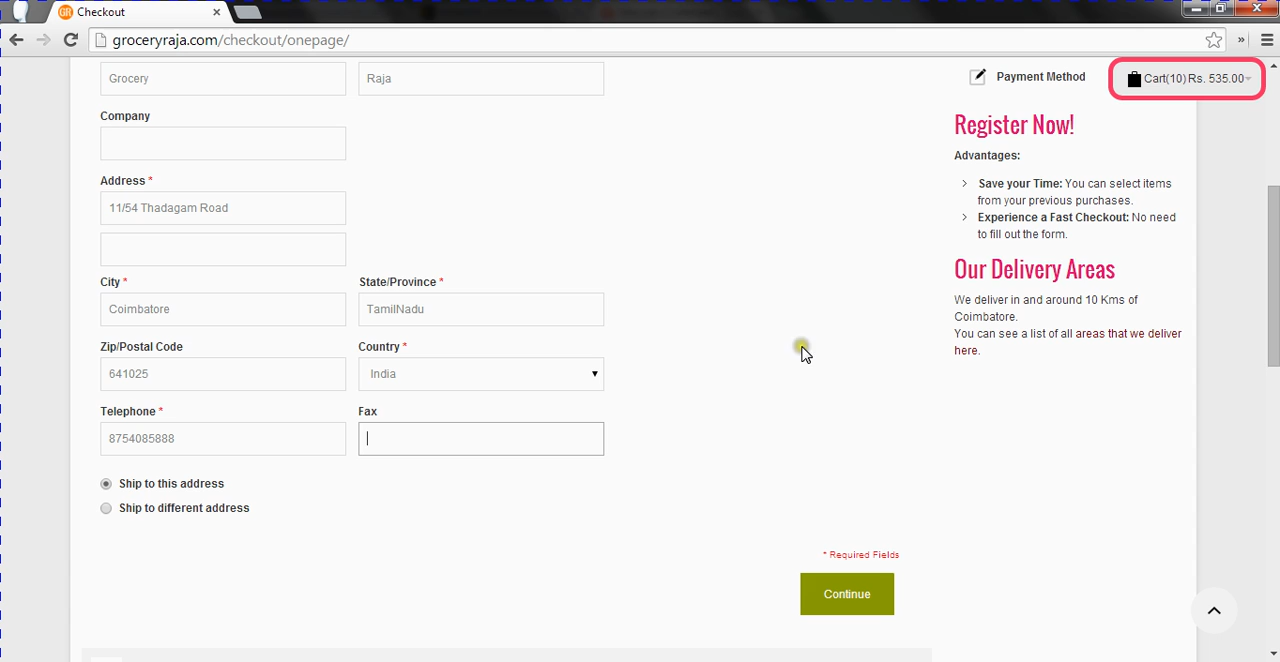 Checkout
groceryraja.com/checkout/onepage/
Grocery
Raja
Payment Method
Cart(10) Rs. 535.00
Company
Register Now!
Advantages:
Address *
Save your Time: You can select items
from your previous purchases.
11/54 Thadagam Road
Experience a Fast Checkout: No need
to fill out the form.
Our Delivery Areas
City *
State/Province *
We deliver in and around 10 Kms of
Coimbatore.
Coimbatore
TamilNadu
You can see a list of all areas that we deliver
here.
Zip/Postal Code
Country *
641025
India
Telephone *
Fax
8754085888
Ship to this address
Ship to different address
* Required Fields
Continue